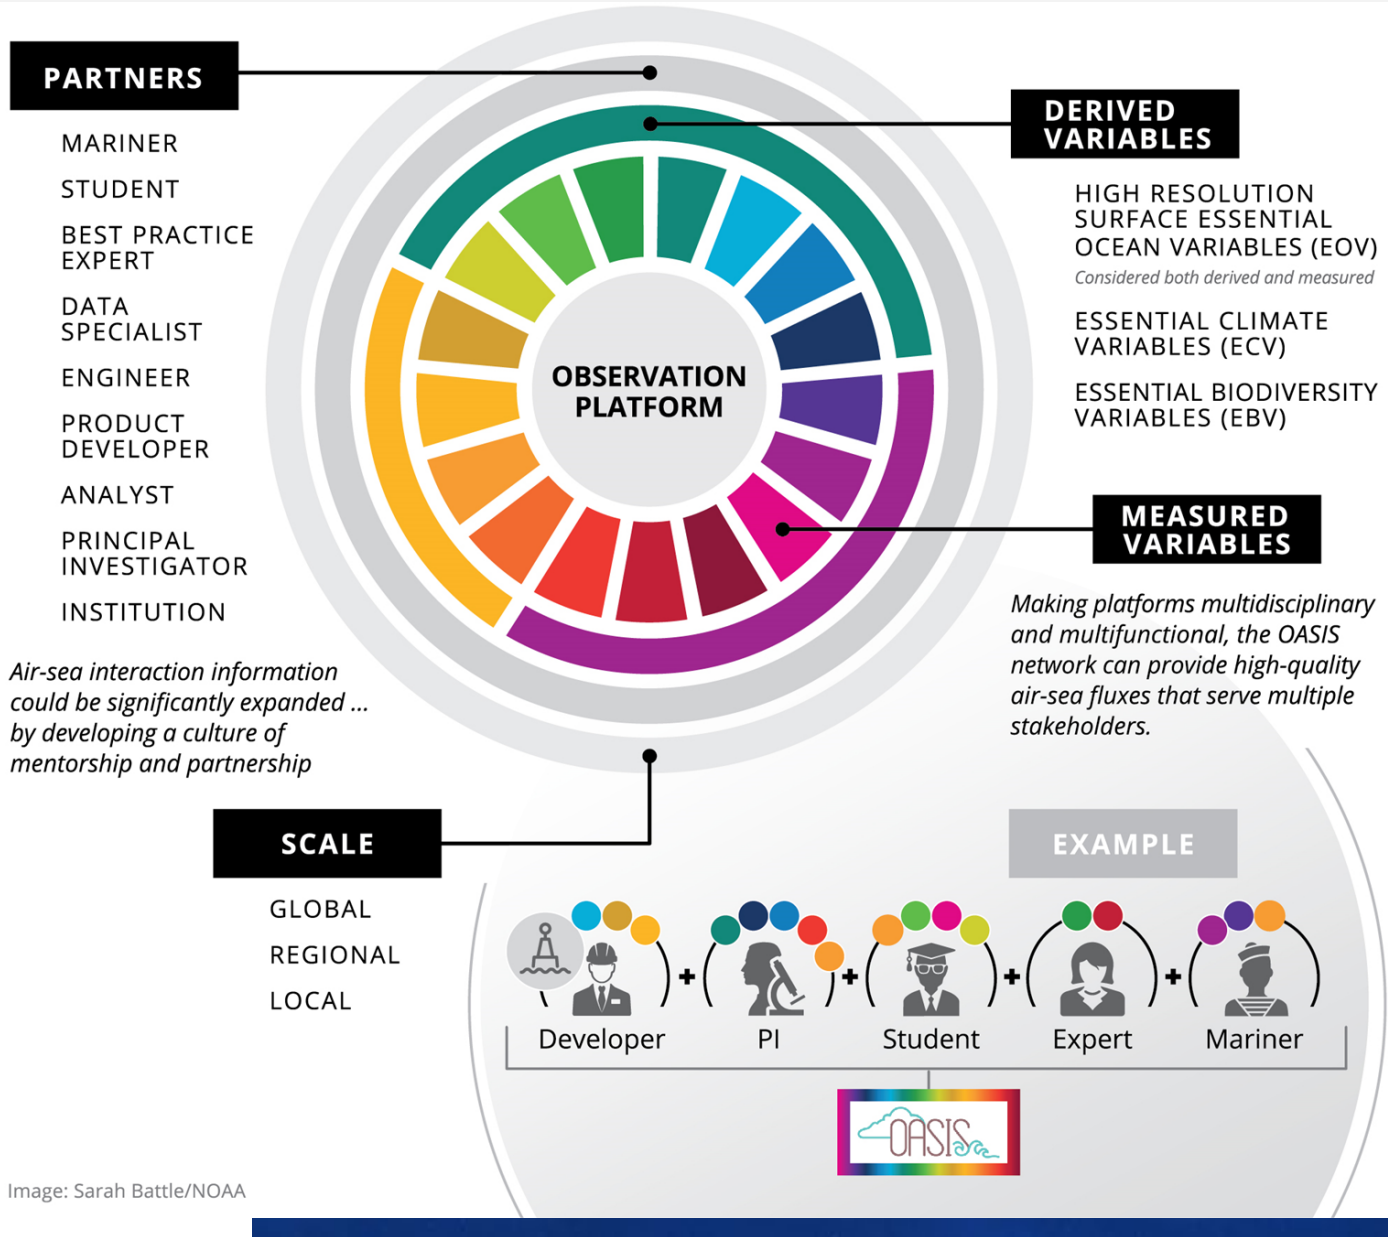 PARTNERS
MARINER
STUDENT
BEST PRACTICE
EXPERT
DATA
SPECIALIST
ENGINEER
PRODUCT
DEVELOPER
ANALYST
PRINCIPAL
INVESTIGATOR
INSTITUTION
Air-sea interaction information
could be significantly expanded ...
by developing a culture of
mentorship and partnership
OBSERVATION
PLATFORM
DERIVED
VARIABLES
HIGH RESOLUTION
SURFACE ESSENTIAL
OCEAN VARIABLES (EOV)
Considered both derived and measured
ESSENTIAL CLIMATE
VARIABLES (ECV)
ESSENTIAL BIODIVERSITY
VARIABLES (EBV)
MEASURED
VARIABLES
Making platforms multidisciplinary
and multifunctional, the OASIS
network can provide high-quality
air-sea fluxes that serve multiple
stakeholders.
SCALE
GLOBAL
REGIONAL
LOCAL
EXAMPLE
Developer + PI + Student + Expert + Mariner
OASIS
Image: Sarah Battle/NOAA